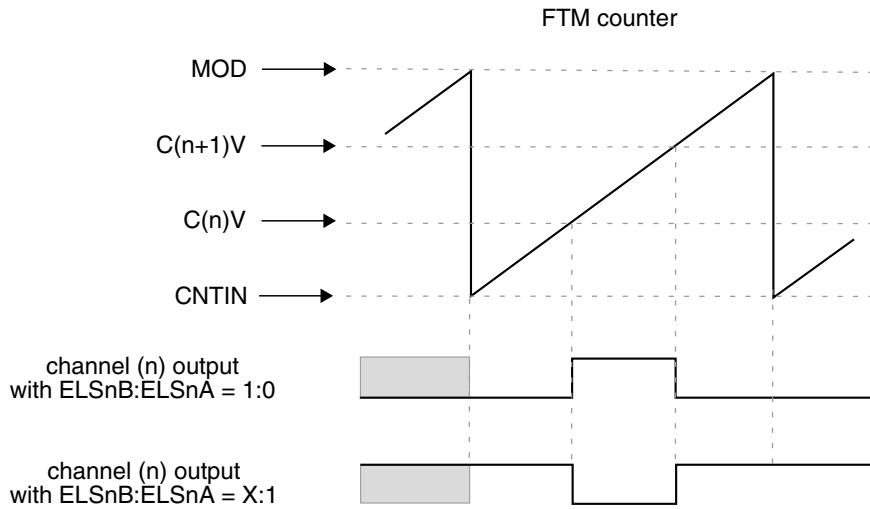 FTM counter
MOD
C(n+1)V
C(n)V
CNTIN
channel (n) output
with ELSnB:ELSnA = 1:0
channel (n) output
with ELSnB:ELSnA = X:1